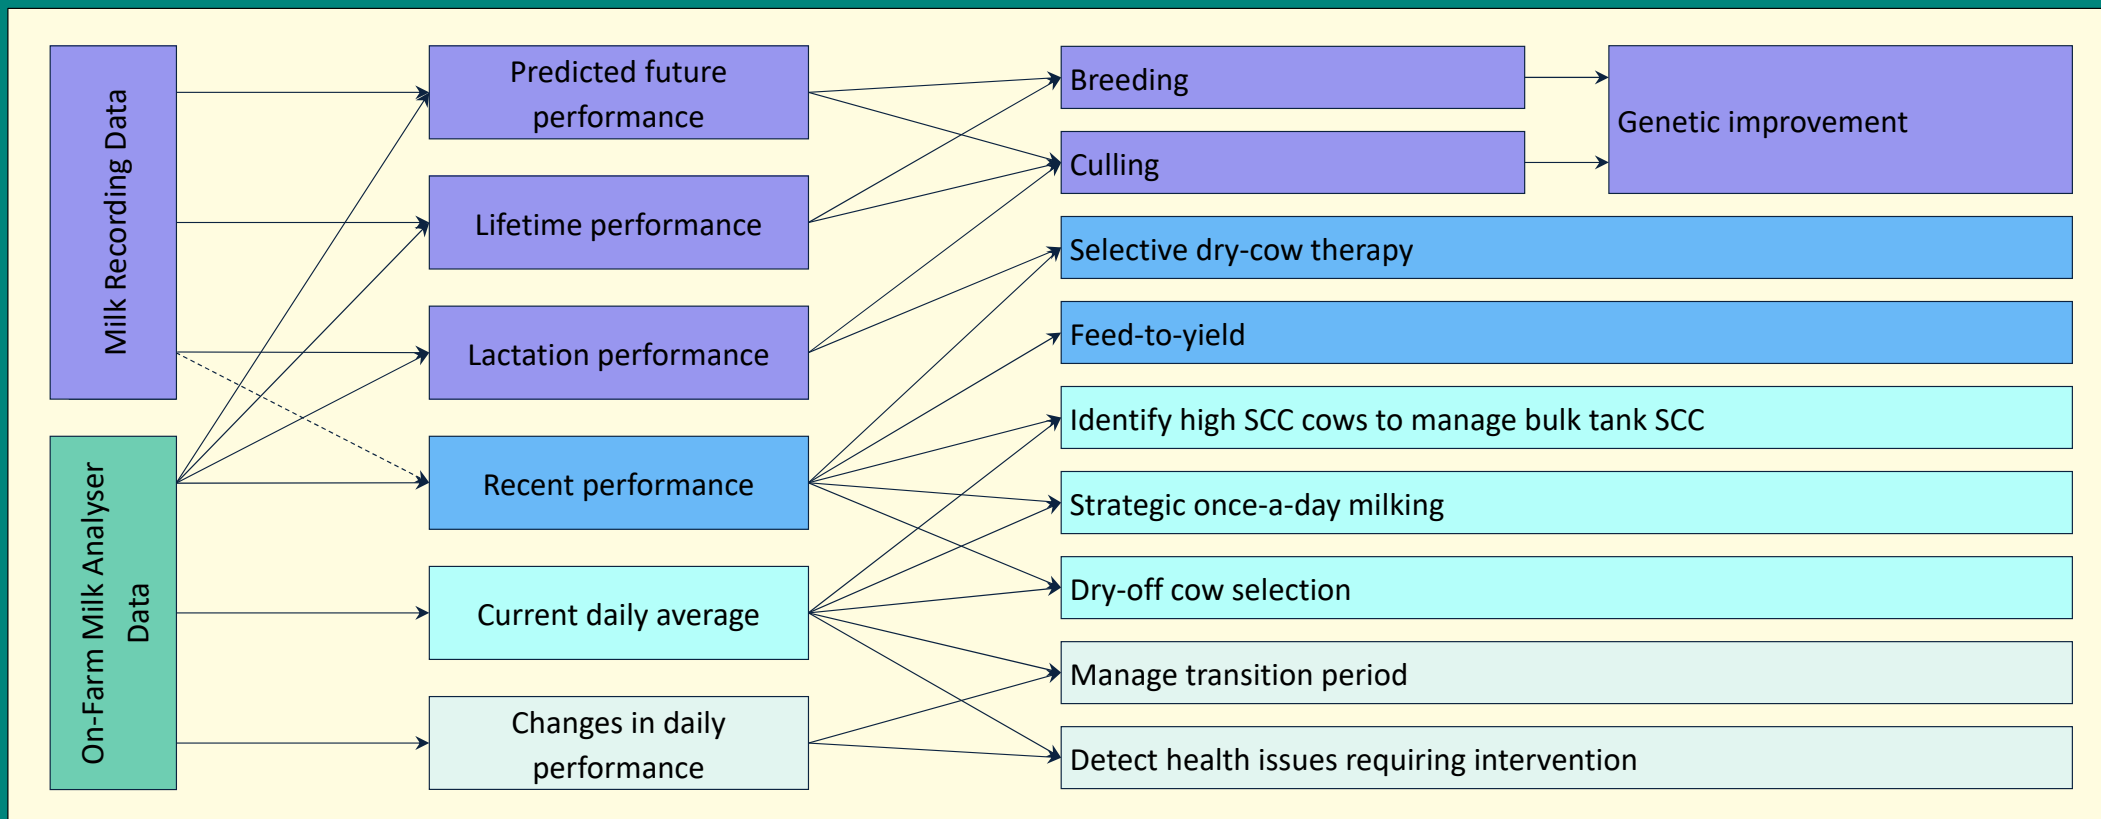 Milk Recording Data
On-Farm Milk Analyser
Data
Predicted future
performance
Lifetime performance
Lactation performance
Recent performance
Current daily average
Changes in daily
performance
Breeding
Culling
Selective dry-cow therapy
Feed-to-yield
Identify high SCC cows to manage bulk tank SCC
Strategic once-a-day milking
Dry-off cow selection
Manage transition period
Detect health issues requiring intervention
Genetic improvement